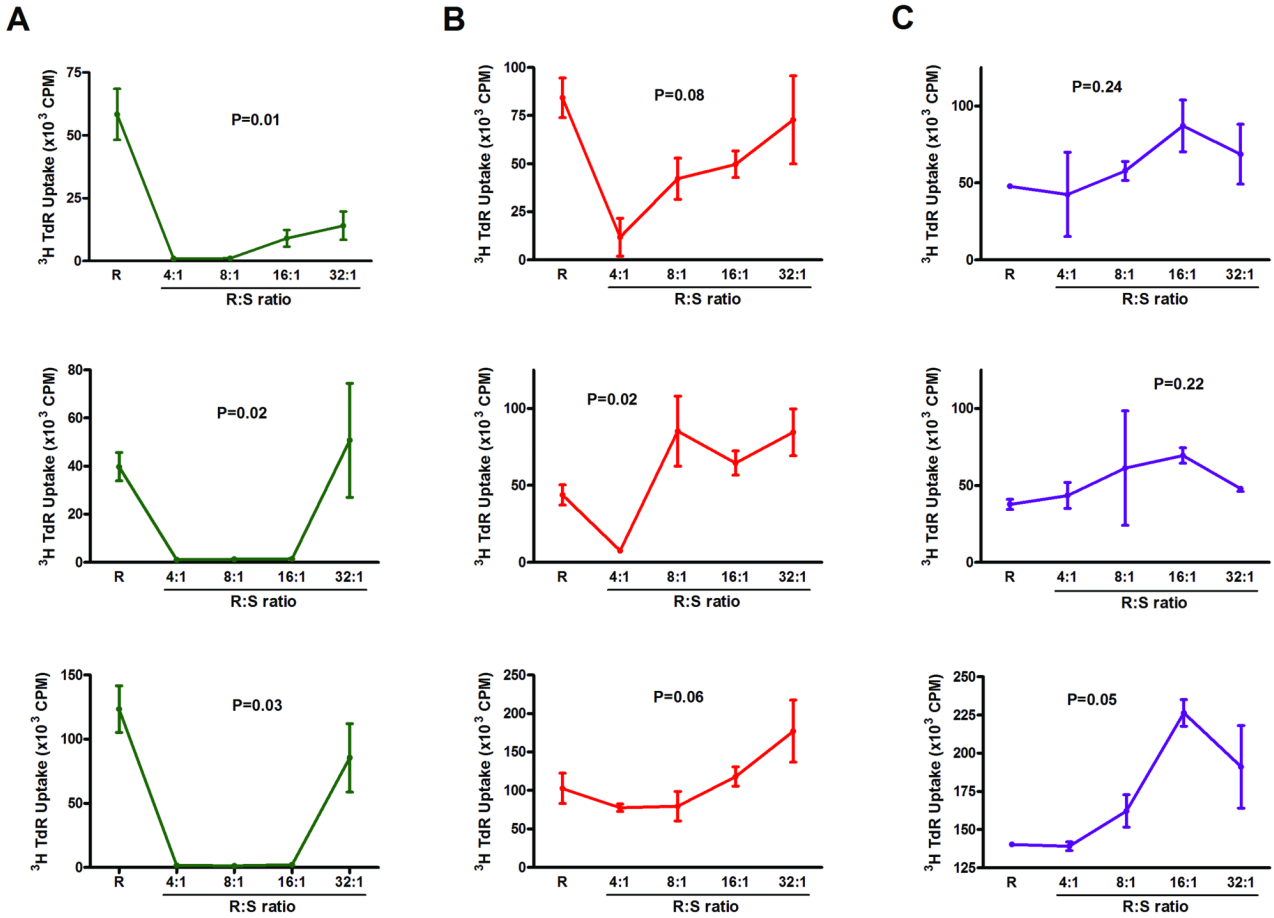 A
B
C
³H TdR Uptake (x10³ CPM)
75
50
25
0
P=0.01
R 4:1 8:1 16:1 32:1
R:S ratio
³H TdR Uptake (x10³ CPM)
100
75
50
25
0
P=0.08
R 4:1 8:1 16:1 32:1
R:S ratio
³H TdR Uptake (x10³ CPM)
100
50
0
P=0.24
R 4:1 8:1 16:1 32:1
R:S ratio
³H TdR Uptake (x10³ CPM)
80
60
40
20
0
P=0.02
R 4:1 8:1 16:1 32:1
R:S ratio
³H TdR Uptake (x10³ CPM)
100
50
0
P=0.02
R 4:1 8:1 16:1 32:1
R:S ratio
³H TdR Uptake (x10³ CPM)
100
50
0
P=0.22
R 4:1 8:1 16:1 32:1
R:S ratio
³H TdR Uptake (x10³ CPM)
150
100
50
0
P=0.03
R 4:1 8:1 16:1 32:1
R:S ratio
³H TdR Uptake (x10³ CPM)
250
200
150
100
50
0
P=0.06
R 4:1 8:1 16:1 32:1
R:S ratio
³H TdR Uptake (x10³ CPM)
250
225
200
175
150
125
P=0.05
R 4:1 8:1 16:1 32:1
R:S ratio